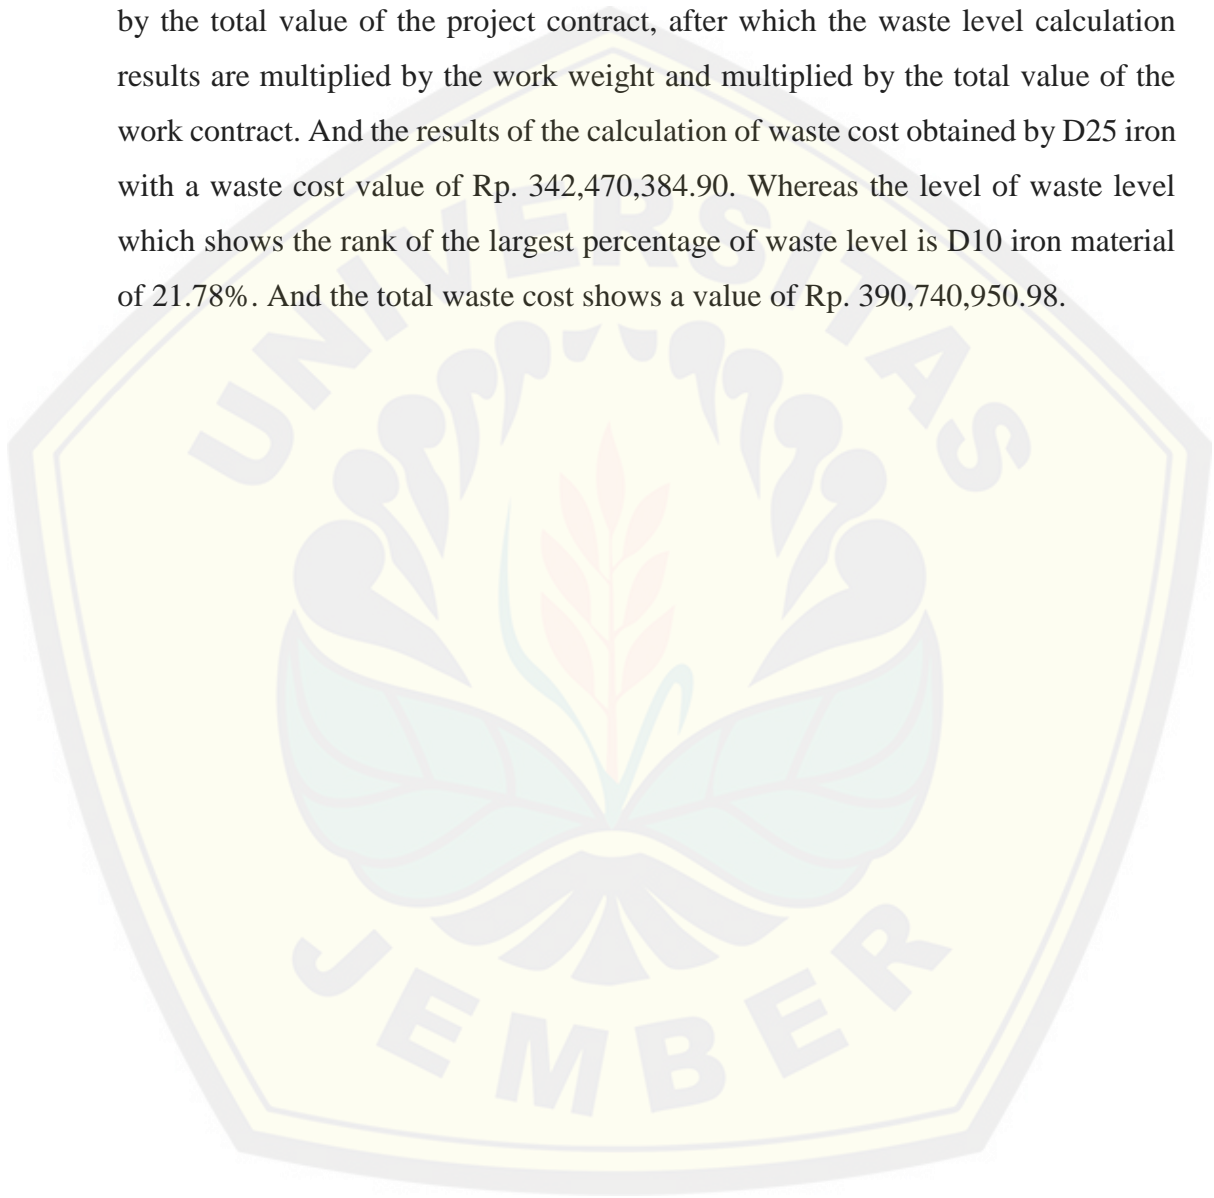 by the total value of the project contract, after which the waste level calculation
results are multiplied by the work weight and multiplied by the total value of the
work contract. And the results of the calculation of waste cost obtained by D25 iron
with a waste cost value of Rp. 342,470,384.90. Whereas the level of waste level
which shows the rank of the largest percentage of waste level is D10 iron material
of 21.78%. And the total waste cost shows a value of Rp. 390,740,950.98.
UNIVERSITAS
JEMBER